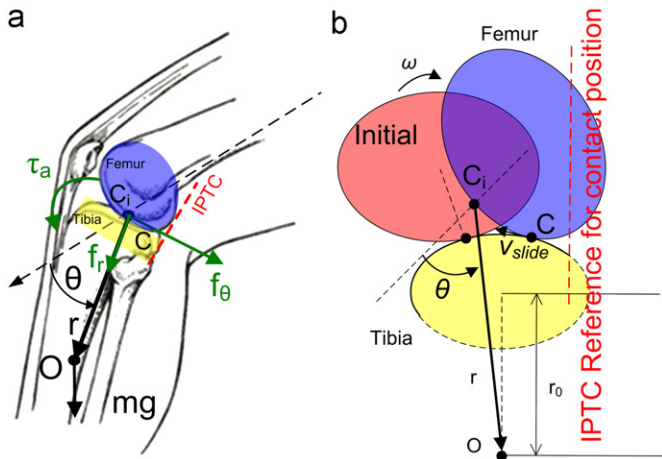 a
Femur
τa
Ci
Tibia
IPTC
C
fr
fθ
θ
r
O
mg
b
Femur
ω
Initial
Ci
C
vslide
θ
Tibia
r
r0
O
IPTC Reference for contact position